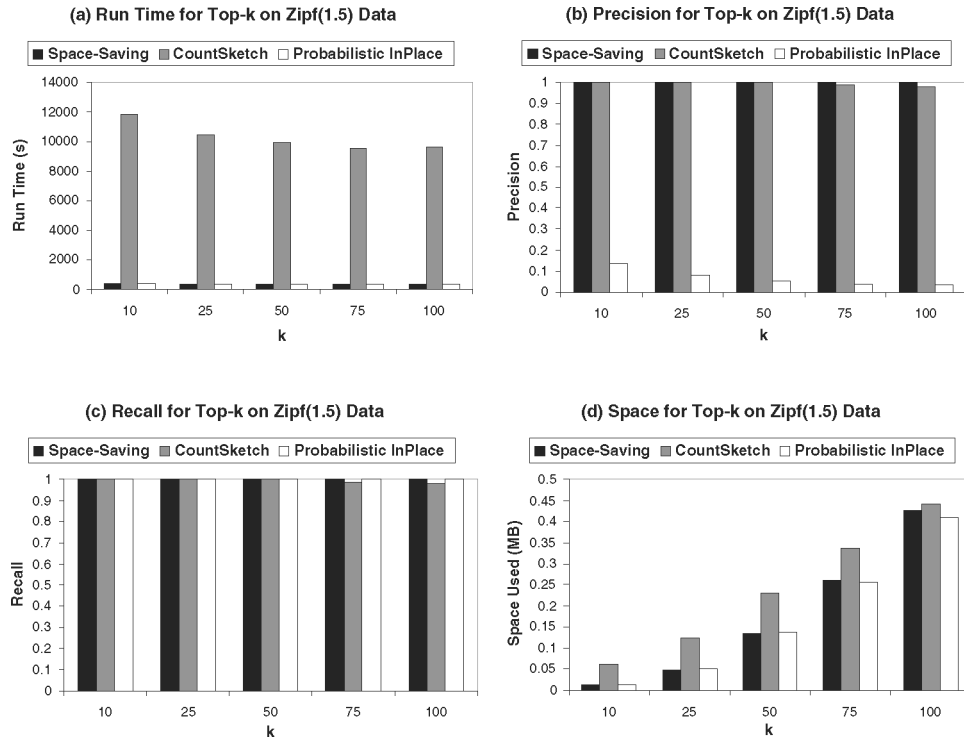 (a) Run Time for Top-k on Zipf(1.5) Data
Space-Saving CountSketch Probabilistic InPlace
14000
12000
10000
8000
6000
4000
2000
0
Run Time (s)
10 25 50 75 100
k
(b) Precision for Top-k on Zipf(1.5) Data
Space-Saving CountSketch Probabilistic InPlace
1
0.9
0.8
0.7
0.6
0.5
0.4
0.3
0.2
0.1
0
Precision
10 25 50 75 100
k
(c) Recall for Top-k on Zipf(1.5) Data
Space-Saving CountSketch Probabilistic InPlace
1
0.9
0.8
0.7
0.6
0.5
0.4
0.3
0.2
0.1
0
Recall
10 25 50 75 100
k
(d) Space for Top-k on Zipf(1.5) Data
Space-Saving CountSketch Probabilistic InPlace
0.5
0.45
0.4
0.35
0.3
0.25
0.2
0.15
0.1
0.05
0
Space Used (MB)
10 25 50 75 100
k